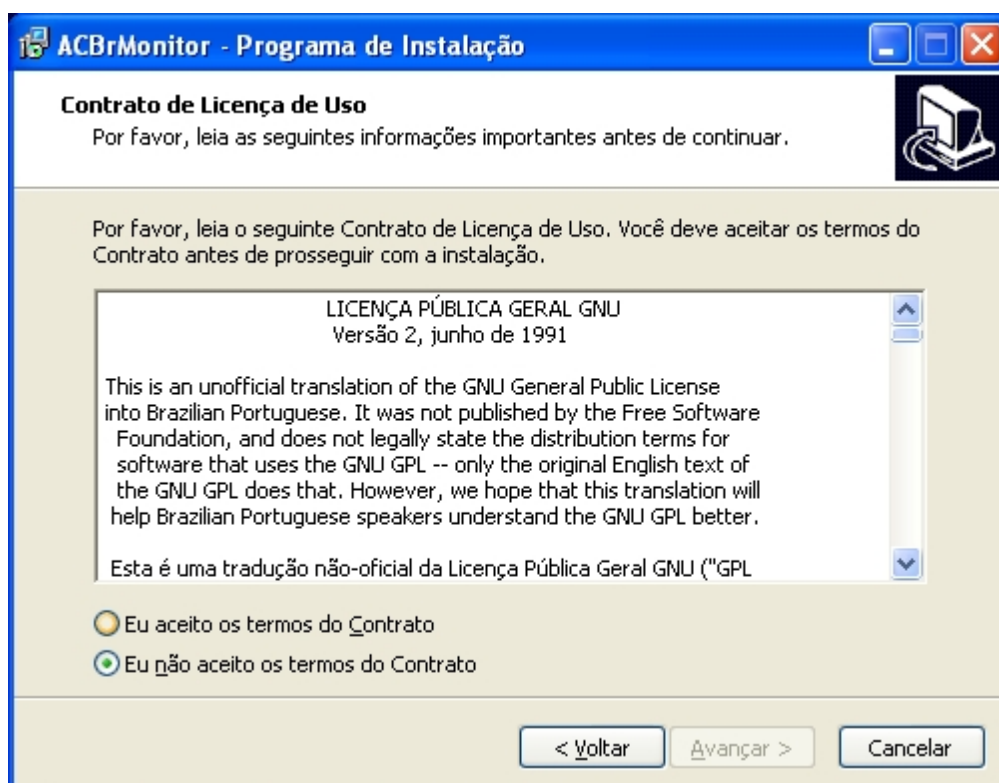 ACBrMonitor - Programa de Instalação
Contrato de Licença de Uso
Por favor, leia as seguintes informações importantes antes de continuar.
Por favor, leia o seguinte Contrato de Licença de Uso. Você deve aceitar os termos do
Contrato antes de prosseguir com a instalação.
LICENÇA PÚBLICA GERAL GNU
Versão 2, junho de 1991
This is an unofficial translation of the GNU General Public License
into Brazilian Portuguese. It was not published by the Free Software
Foundation, and does not legally state the distribution terms for
software that uses the GNU GPL -- only the original English text of
the GNU GPL does that. However, we hope that this translation will
help Brazilian Portuguese speakers understand the GNU GPL better.
Esta é uma tradução não-oficial da Licença Pública Geral GNU ("GPL
Eu aceito os termos do Contrato
Eu não aceito os termos do Contrato
< Voltar
Avançar >
Cancelar